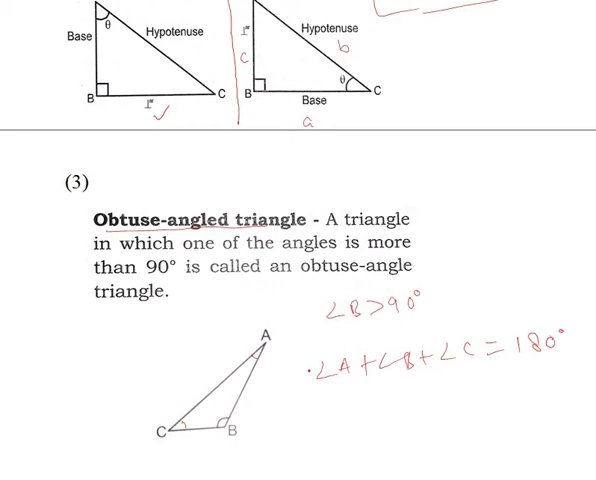 θ
Base
Hypotenuse
B
C
Hypotenuse
b
c
θ
B
C
Base
a
(3)
Obtuse-angled triangle - A triangle
in which one of the angles is more
than 90° is called an obtuse-angle
triangle.
∠B>90°
∠A+∠B+∠C=180°
A
C
B